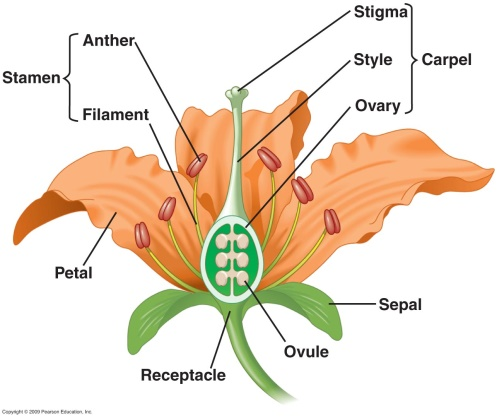 Stigma
Anther
Style
Carpel
Stamen
Filament
Ovary
Petal
Sepal
Ovule
Receptacle
Copyright © 2009 Pearson Education, Inc.